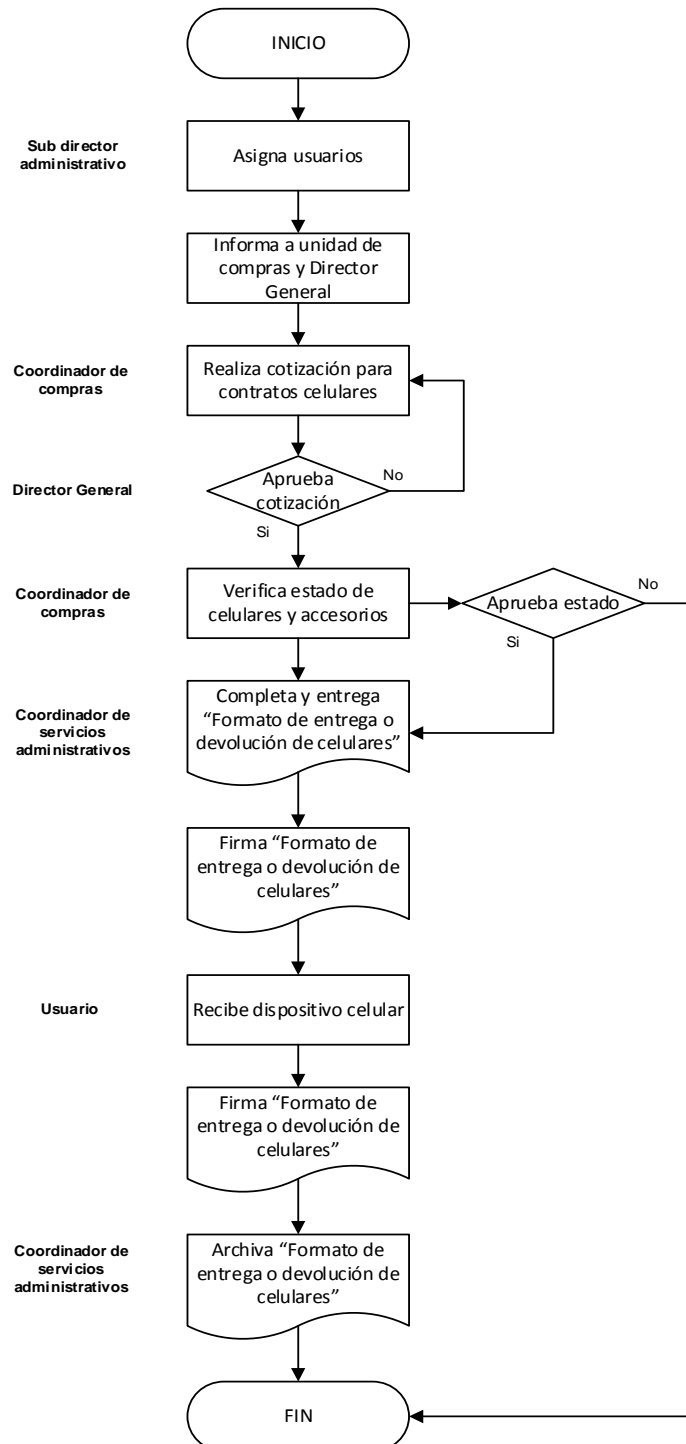 INICIO
Sub director
administrativo
Asigna usuarios
Informa a unidad de
compras y Director
General
Coordinador de
compras
Realiza cotización para
contratos celulares
Director General
Aprueba
cotización
No
Si
Coordinador de
compras
Verifica estado de
celulares y accesorios
Aprueba estado
No
Si
Coordinador de
servicios
administrativos
Completa y entrega
“Formato de entrega o
devolución de celulares”
Firma “Formato de
entrega o devolución de
celulares”
Usuario
Recibe dispositivo celular
Firma “Formato de
entrega o devolución de
celulares”
Coordinador de
servicios
administrativos
Archiva “Formato de
entrega o devolución de
celulares”
FIN